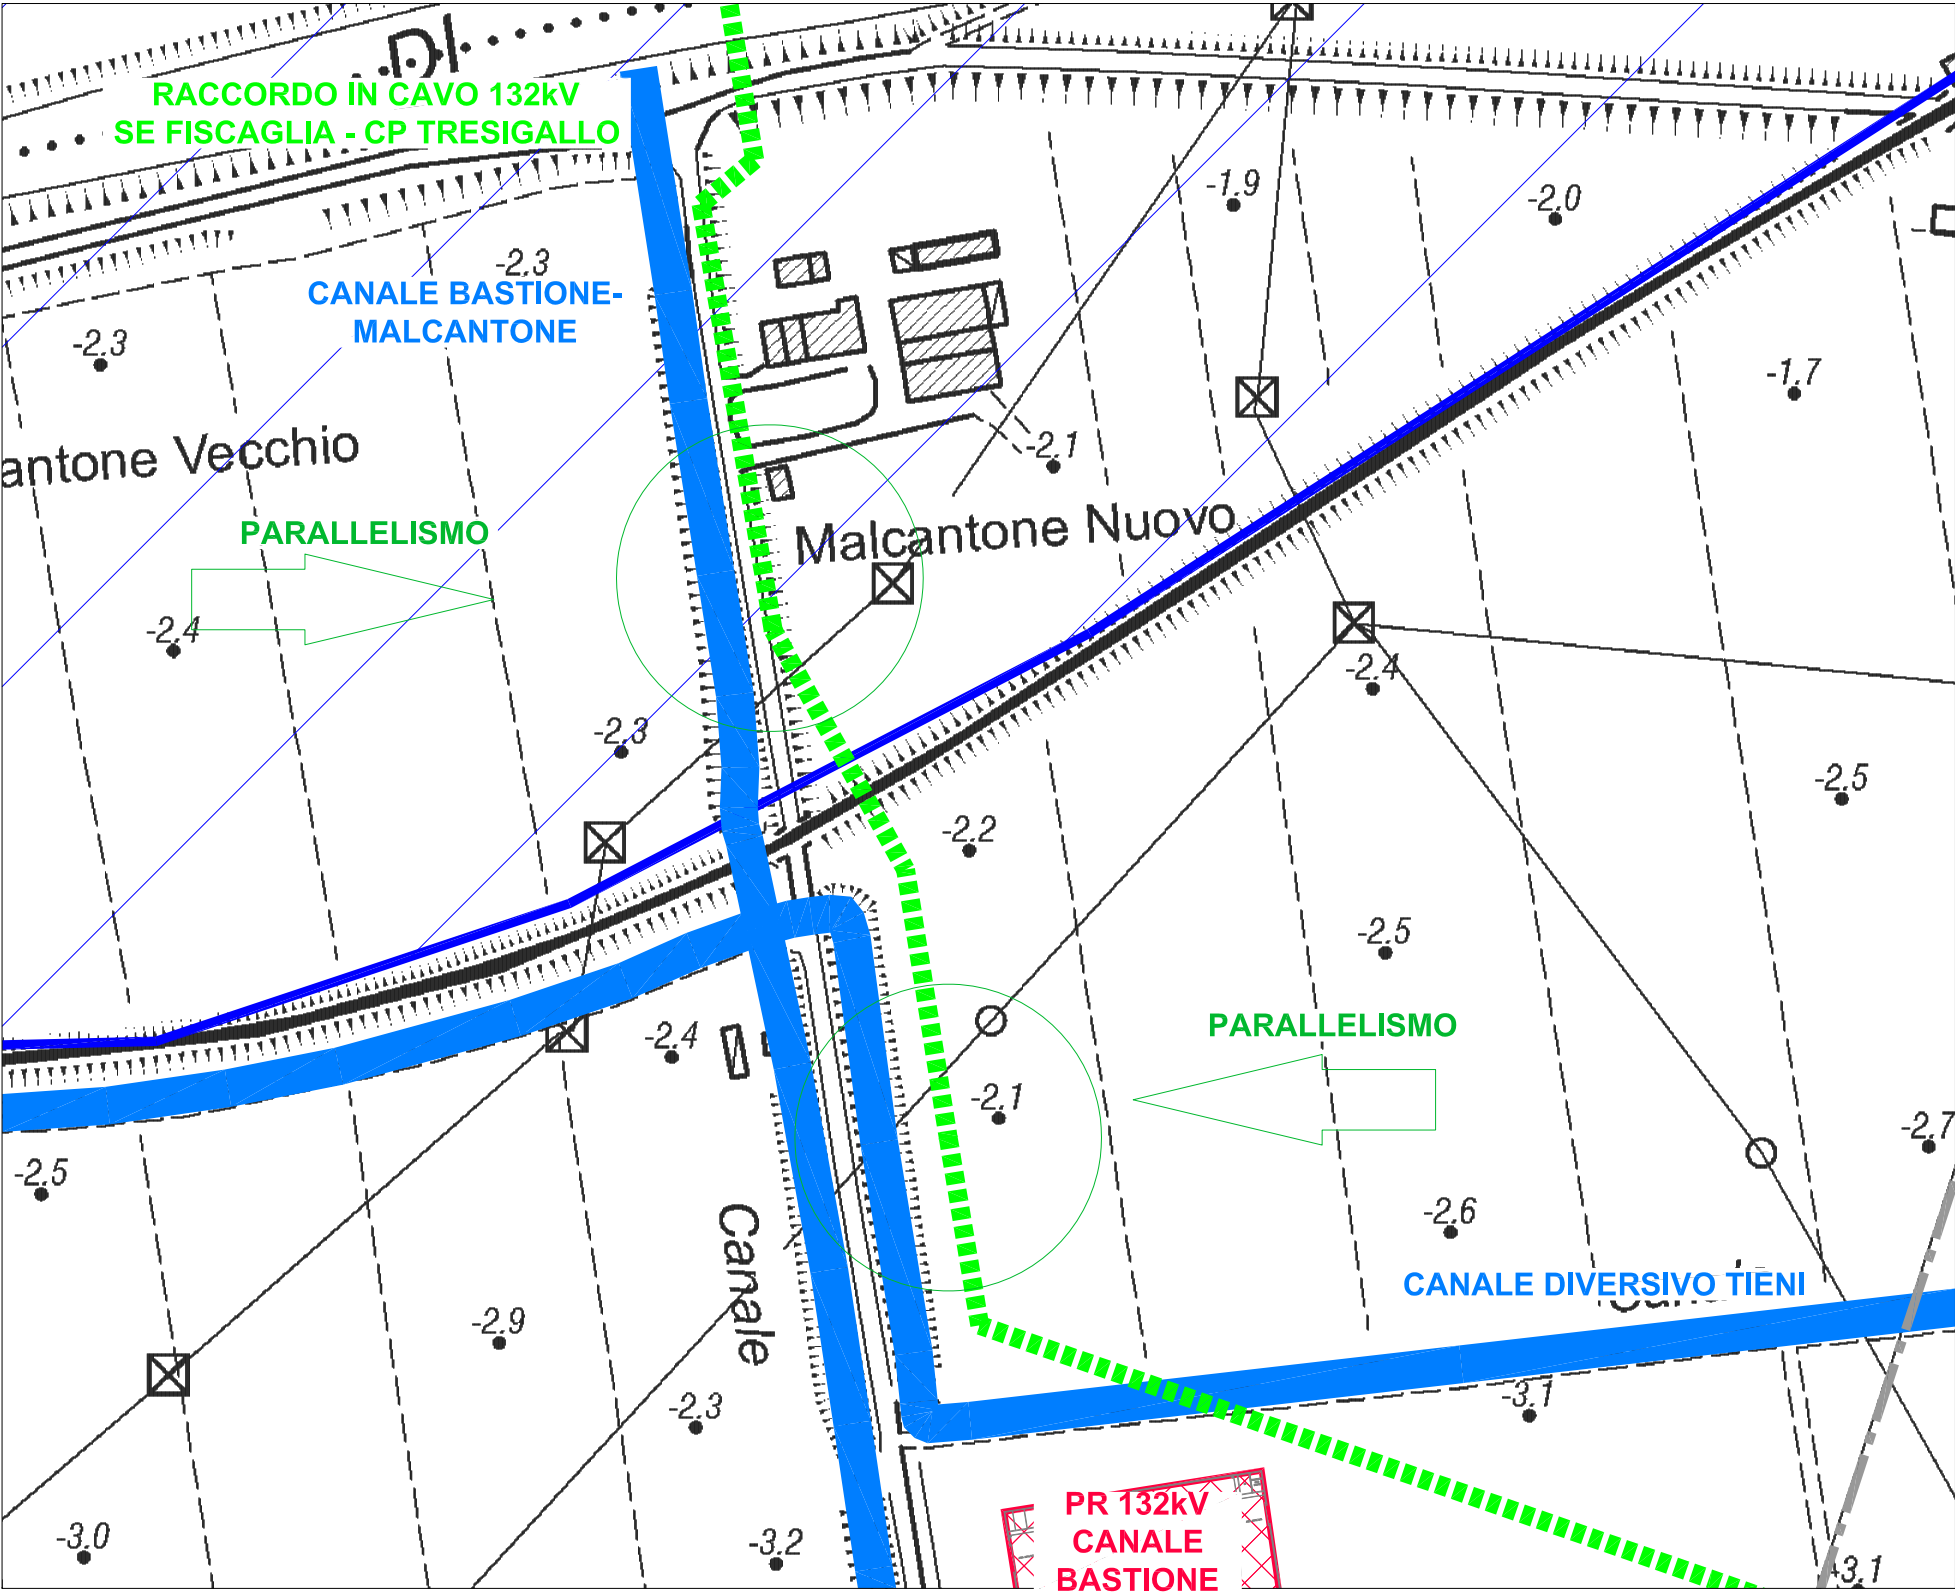 DI
RACCORDO IN CAVO 132kV
SE FISCAGLIA - CP TRESIGALLO
-1,9
-2,0
-2,3
CANALE BASTIONE-
MALCANTONE
-2,3
-1,7
antone Vecchio
-2,1
PARALLELISMO
Malcantone Nuovo
-2,4
-2,4
-2,3
-2,5
-2,2
-2,5
-2,4
PARALLELISMO
-2,1
-2,7
-2,5
-2,6
Canale
CANALE DIVERSIVO TIENI
-2,9
-2,3
-3,1
PR 132kV
CANALE
BASTIONE
-3,0
-3,2
-3,1